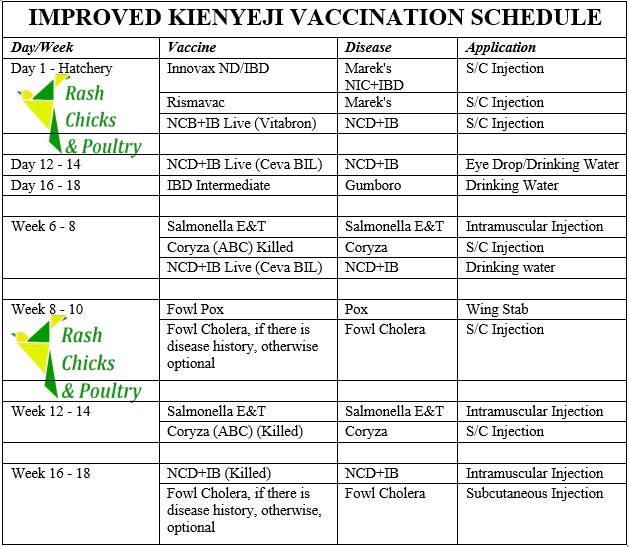 IMPROVED KIENYEJI VACCINATION SCHEDULE
Day/Week Vaccine Disease Application
Day 1 - Hatchery Innovax ND/IBD Marek's S/C Injection
NIC+IBD
Rismavac Marek's S/C Injection
NCB+IB Live (Vitabron) NCD+IB S/C Injection
Rash
Chicks
& Poultry
Day 12 - 14 NCD+IB Live (Ceva BIL) NCD+IB Eye Drop/Drinking Water
Day 16 - 18 IBD Intermediate Gumboro Drinking Water
Week 6 - 8 Salmonella E&T Salmonella E&T Intramuscular Injection
Coryza (ABC) Killed Coryza S/C Injection
NCD+IB Live (Ceva BIL) NCD+IB Drinking water
Week 8 - 10 Fowl Pox Pox Wing Stab
Fowl Cholera, if there is Fowl Cholera S/C Injection
disease history, otherwise
optional
Rash
Chicks
& Poultry
Week 12 - 14 Salmonella E&T Salmonella E&T Intramuscular Injection
Coryza (ABC) (Killed) Coryza S/C Injection
Week 16 - 18 NCD+IB (Killed) NCD+IB Intramuscular Injection
Fowl Cholera, if there is Fowl Cholera Subcutaneous Injection
disease history, otherwise,
optional